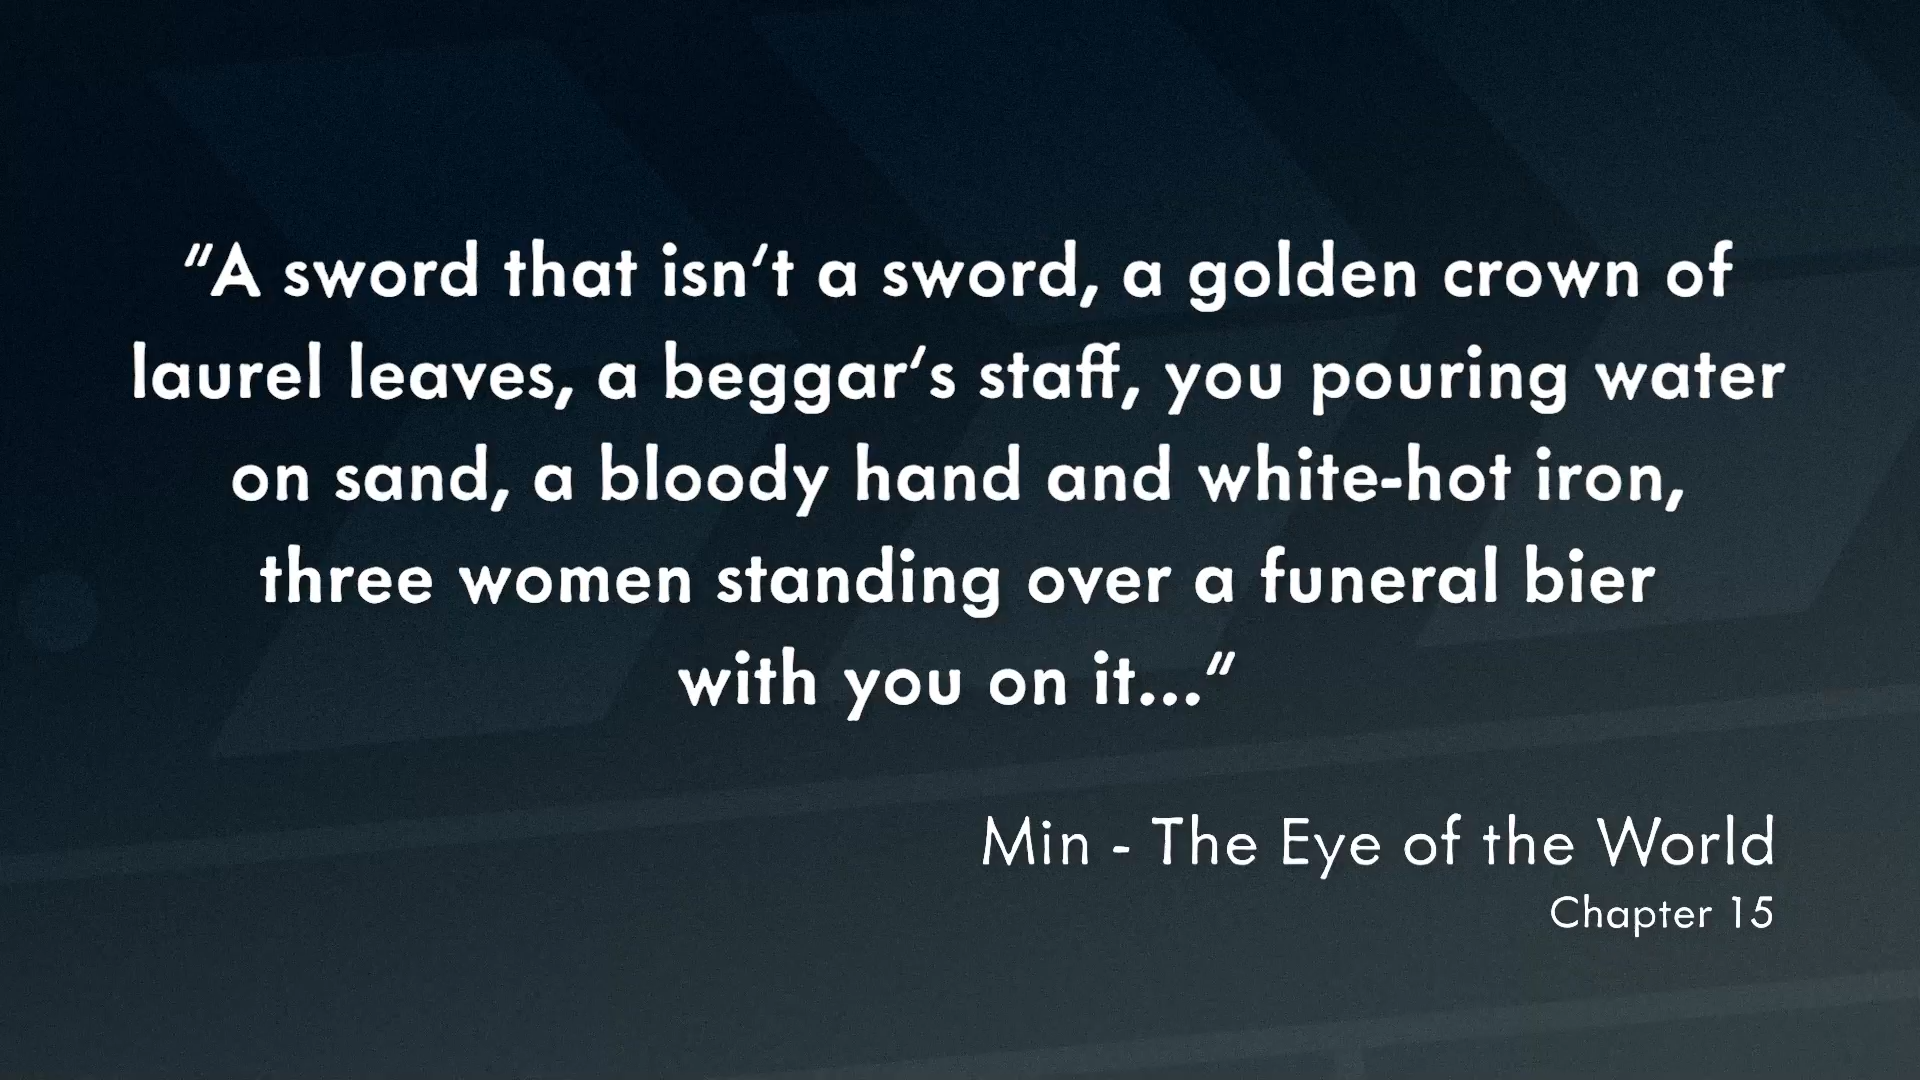 "A sword that isn't a sword, a golden crown of
laurel leaves, a beggar's staff, you pouring water
on sand, a bloody hand and white-hot iron,
three women standing over a funeral bier
with you on it..."
Min - The Eye of the World
Chapter 15